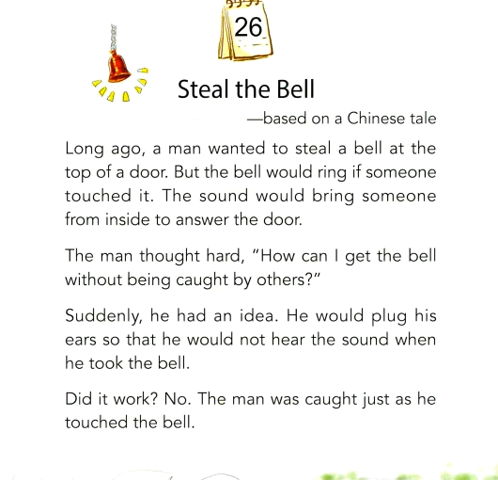 26
Steal the Bell
—based on a Chinese tale
Long ago, a man wanted to steal a bell at the
top of a door. But the bell would ring if someone
touched it. The sound would bring someone
from inside to answer the door.
The man thought hard, “How can I get the bell
without being caught by others?”
Suddenly, he had an idea. He would plug his
ears so that he would not hear the sound when
he took the bell.
Did it work? No. The man was caught just as he
touched the bell.